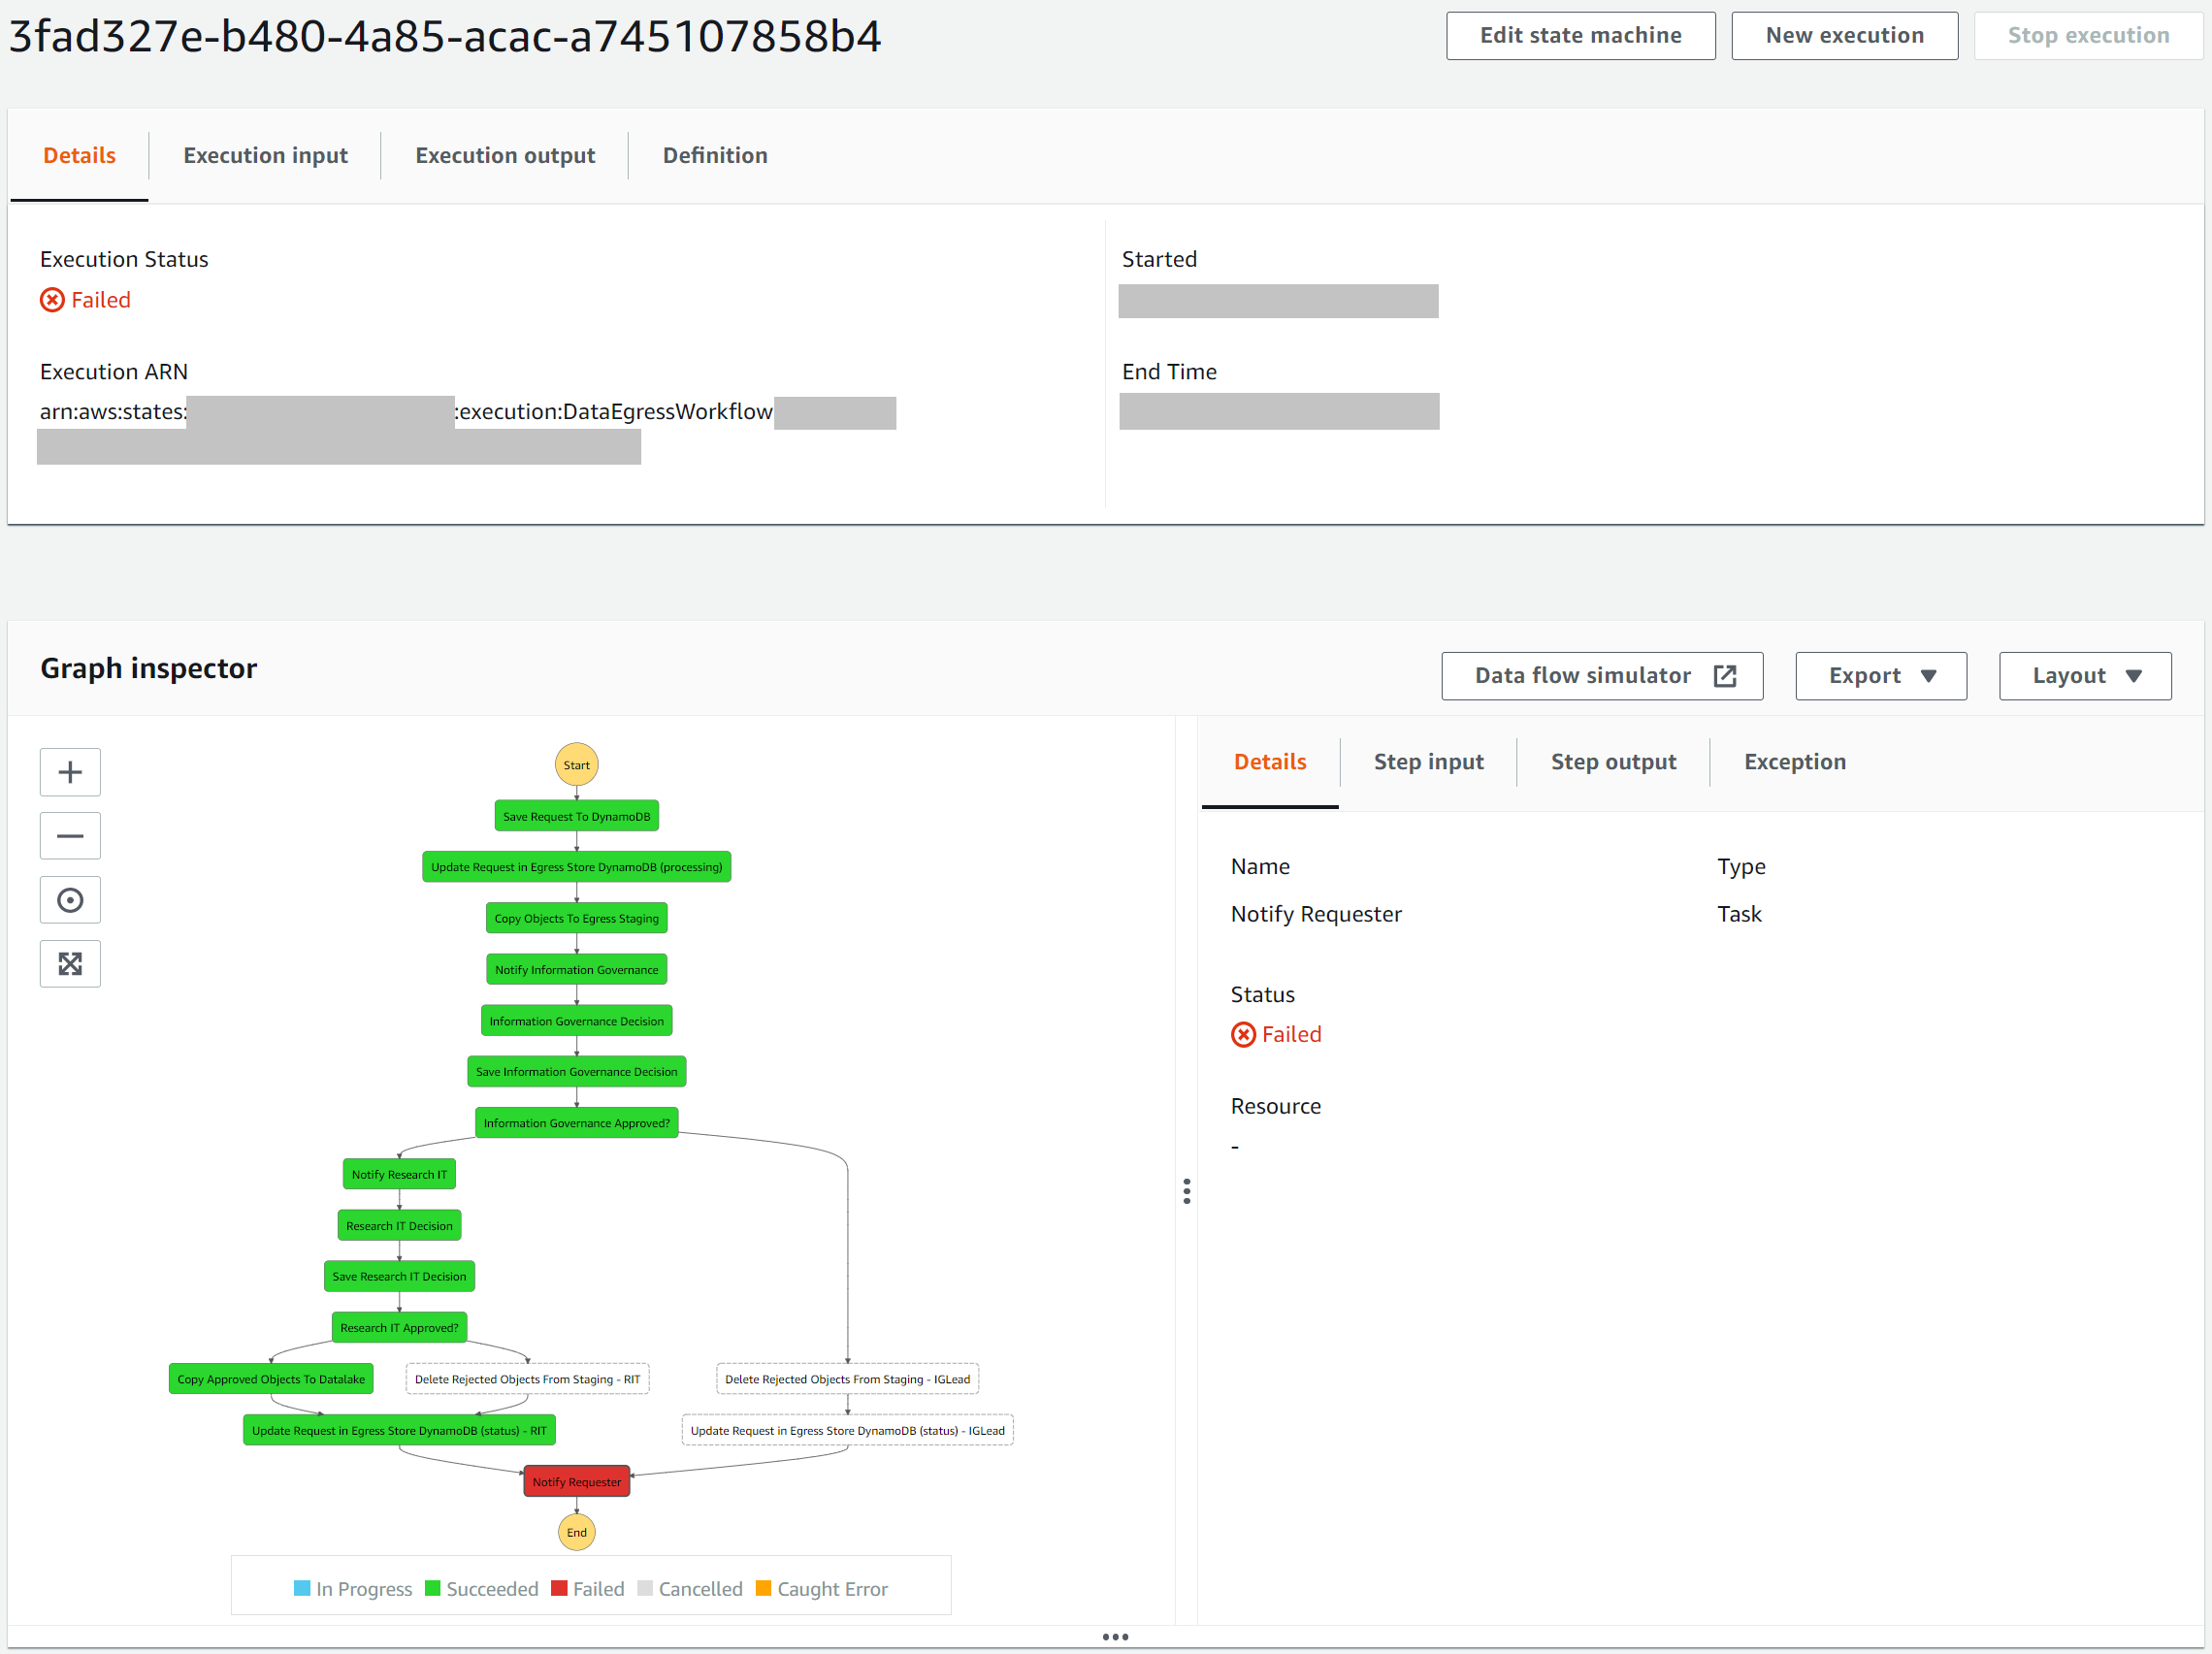 3fad327e-b480-4a85-acac-a745107858b4
Edit state machine
New execution
Stop execution
Details
Execution input
Execution output
Definition
Execution Status
Failed
Started
Execution ARN
arn:aws:states: :execution:DataEgressWorkflow
End Time
Graph inspector
Data flow simulator
Export
Layout
Start
Save Request To DynamoDB
Update Request in Egress Store DynamoDB (processing)
Copy Objects To Egress Staging
Notify Information Governance
Information Governance Decision
Save Information Governance Decision
Information Governance Approved?
Notify Research IT
Research IT Decision
Save Research IT Decision
Research IT Approved?
Copy Approved Objects To Datalake
Delete Rejected Objects From Staging - RIT
Delete Rejected Objects From Staging - IGLead
Update Request in Egress Store DynamoDB (status) - RIT
Update Request in Egress Store DynamoDB (status) - IGLead
Notify Requester
End
In Progress
Succeeded
Failed
Cancelled
Caught Error
Details
Step input
Step output
Exception
Name
Type
Notify Requester
Task
Status
Failed
Resource
-